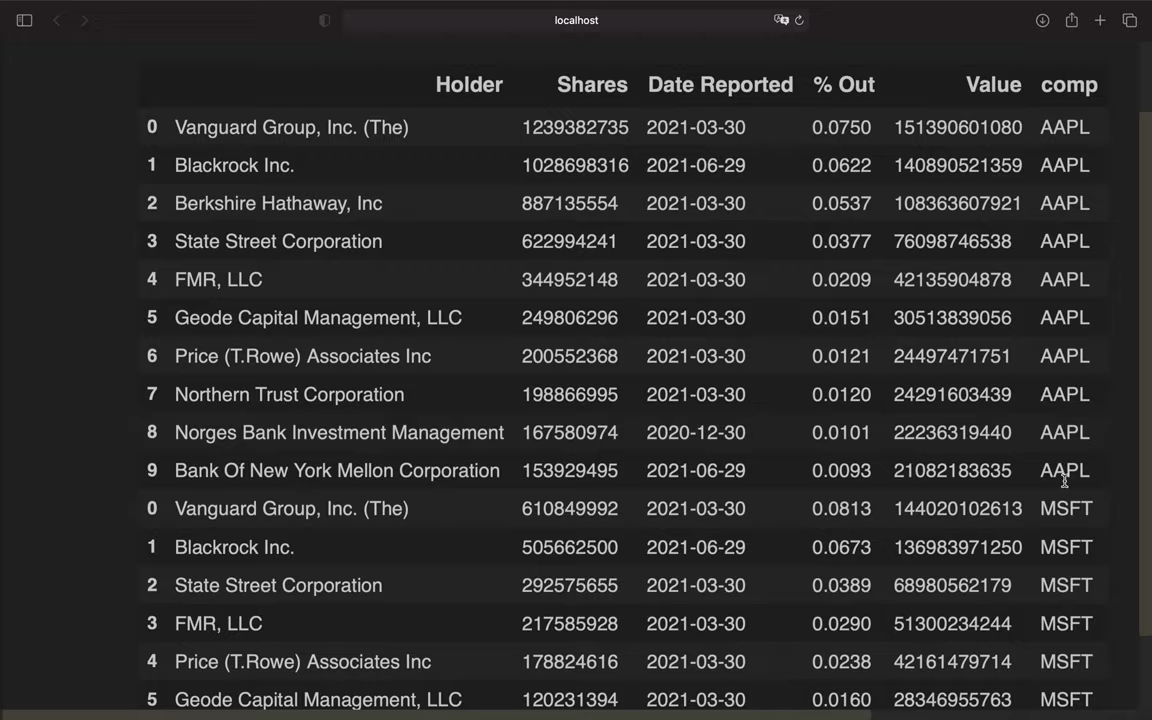 localhost
Holder Shares Date Reported % Out Value comp
0 Vanguard Group, Inc. (The) 1239382735 2021-03-30 0.0750 151390601080 AAPL
1 Blackrock Inc. 1028698316 2021-06-29 0.0622 140890521359 AAPL
2 Berkshire Hathaway, Inc 887135554 2021-03-30 0.0537 108363607921 AAPL
3 State Street Corporation 622994241 2021-03-30 0.0377 76098746538 AAPL
4 FMR, LLC 344952148 2021-03-30 0.0209 42135904878 AAPL
5 Geode Capital Management, LLC 249806296 2021-03-30 0.0151 30513839056 AAPL
6 Price (T.Rowe) Associates Inc 200552368 2021-03-30 0.0121 24497471751 AAPL
7 Northern Trust Corporation 198866995 2021-03-30 0.0120 24291603439 AAPL
8 Norges Bank Investment Management 167580974 2020-12-30 0.0101 22236319440 AAPL
9 Bank Of New York Mellon Corporation 153929495 2021-06-29 0.0093 21082183635 AAPL
0 Vanguard Group, Inc. (The) 610849992 2021-03-30 0.0813 144020102613 MSFT
1 Blackrock Inc. 505662500 2021-06-29 0.0673 136983971250 MSFT
2 State Street Corporation 292575655 2021-03-30 0.0389 68980562179 MSFT
3 FMR, LLC 217585928 2021-03-30 0.0290 51300234244 MSFT
4 Price (T.Rowe) Associates Inc 178824616 2021-03-30 0.0238 42161479714 MSFT
5 Geode Capital Management, LLC 120231394 2021-03-30 0.0160 28346955763 MSFT